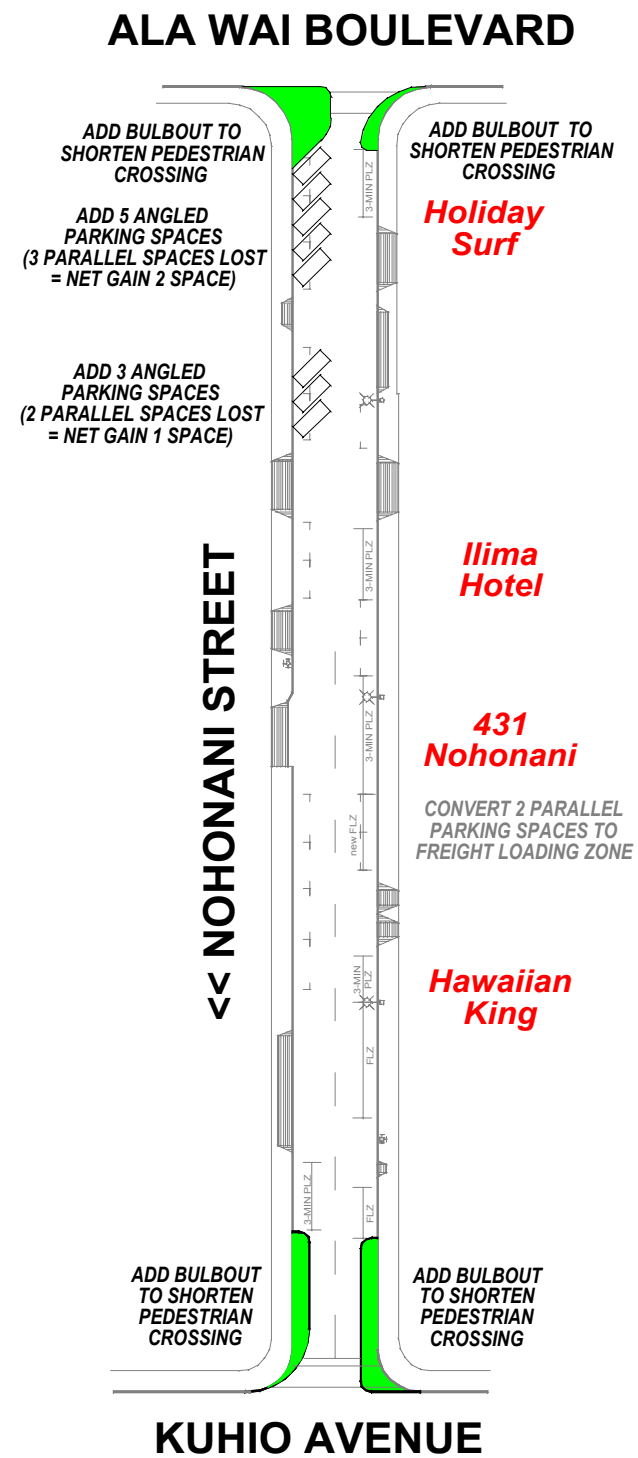 ALA WAI BOULEVARD
ADD BULBOUT TO
SHORTEN PEDESTRIAN
CROSSING
ADD BULBOUT TO
SHORTEN PEDESTRIAN
CROSSING
3-MIN PLZ
Holiday
Surf
ADD 5 ANGLED
PARKING SPACES
(3 PARALLEL SPACES LOST
= NET GAIN 2 SPACE)
ADD 3 ANGLED
PARKING SPACES
(2 PARALLEL SPACES LOST
= NET GAIN 1 SPACE)
3-MIN PLZ
Ilima
Hotel
<< NOHONANI STREET
3-MIN PLZ
431
Nohonani
new FLZ
CONVERT 2 PARALLEL
PARKING SPACES TO
FREIGHT LOADING ZONE
3-MIN
PLZ
Hawaiian
King
FLZ
3-MIN PLZ
FLZ
ADD BULBOUT
TO SHORTEN
PEDESTRIAN
CROSSING
ADD BULBOUT
TO SHORTEN
PEDESTRIAN
CROSSING
KUHIO AVENUE